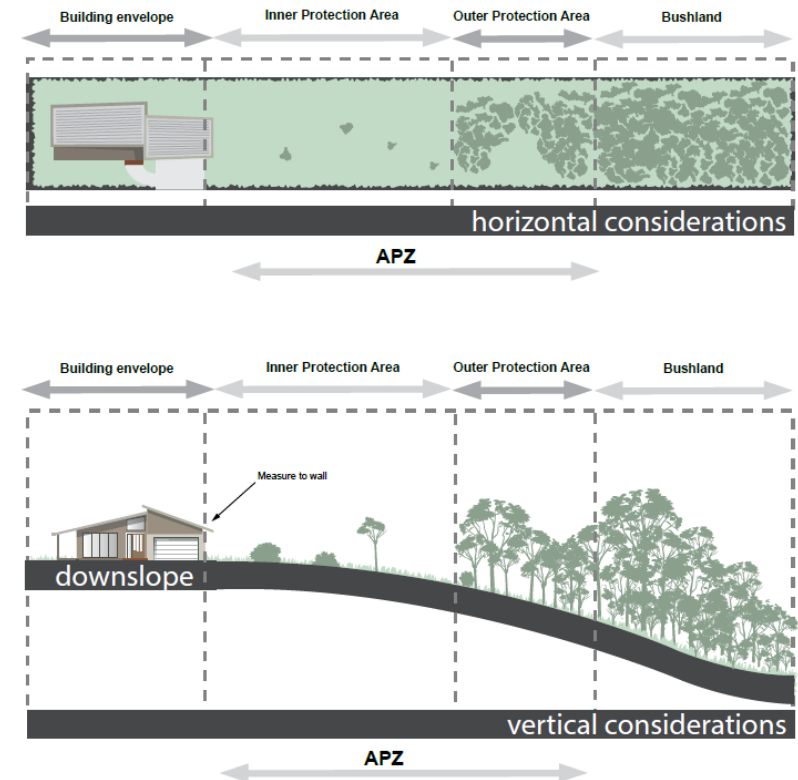 Building envelope
Inner Protection Area
Outer Protection Area
Bushland
horizontal considerations
APZ
Building envelope
Inner Protection Area
Outer Protection Area
Bushland
Measure to wall
downslope
vertical considerations
APZ